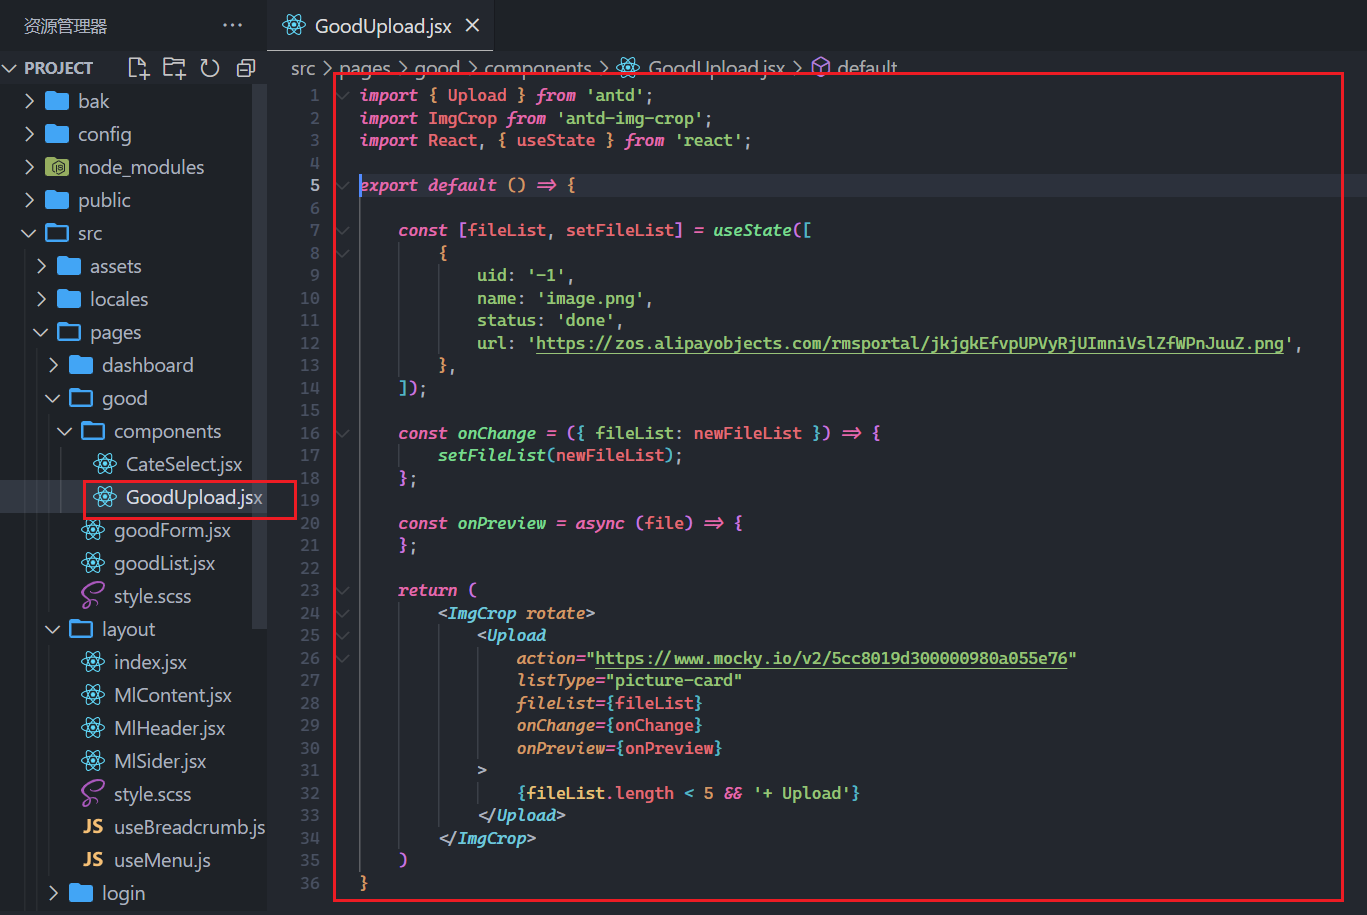 资源管理器
···
GoodUpload.jsx
PROJECT
src > pages > good > components > GoodUpload.jsx > default
bak
config
node_modules
public
src
assets
locales
pages
dashboard
good
components
CateSelect.jsx
GoodUpload.jsx
goodForm.jsx
goodList.jsx
style.scss
layout
index.jsx
MlContent.jsx
MlHeader.jsx
MlSider.jsx
style.scss
JS useBreadcrumb.js
JS useMenu.js
login
1 import { Upload } from 'antd';
2 import ImgCrop from 'antd-img-crop';
3 import React, { useState } from 'react';
4
5 export default () => {
6
7 const [fileList, setFileList] = useState([
8 {
9 uid: '-1',
10 name: 'image.png',
11 status: 'done',
12 url: 'https://zos.alipayobjects.com/rmsportal/jkjgkEfvpUPVyRjUImniVslZfWPnJuuZ.png',
13 },
14 ]);
15
16 const onChange = ({ fileList: newFileList }) => {
17 setFileList(newFileList);
18 };
19
20 const onPreview = async (file) => {
21 };
22
23 return (
24 <ImgCrop rotate>
25 <Upload
26 action="https://www.mocky.io/v2/5cc8019d300000980a055e76"
27 listType="picture-card"
28 fileList={fileList}
29 onChange={onChange}
30 onPreview={onPreview}
31 >
32 {fileList.length < 5 && '+ Upload'}
33 </Upload>
34 </ImgCrop>
35 )
36 }